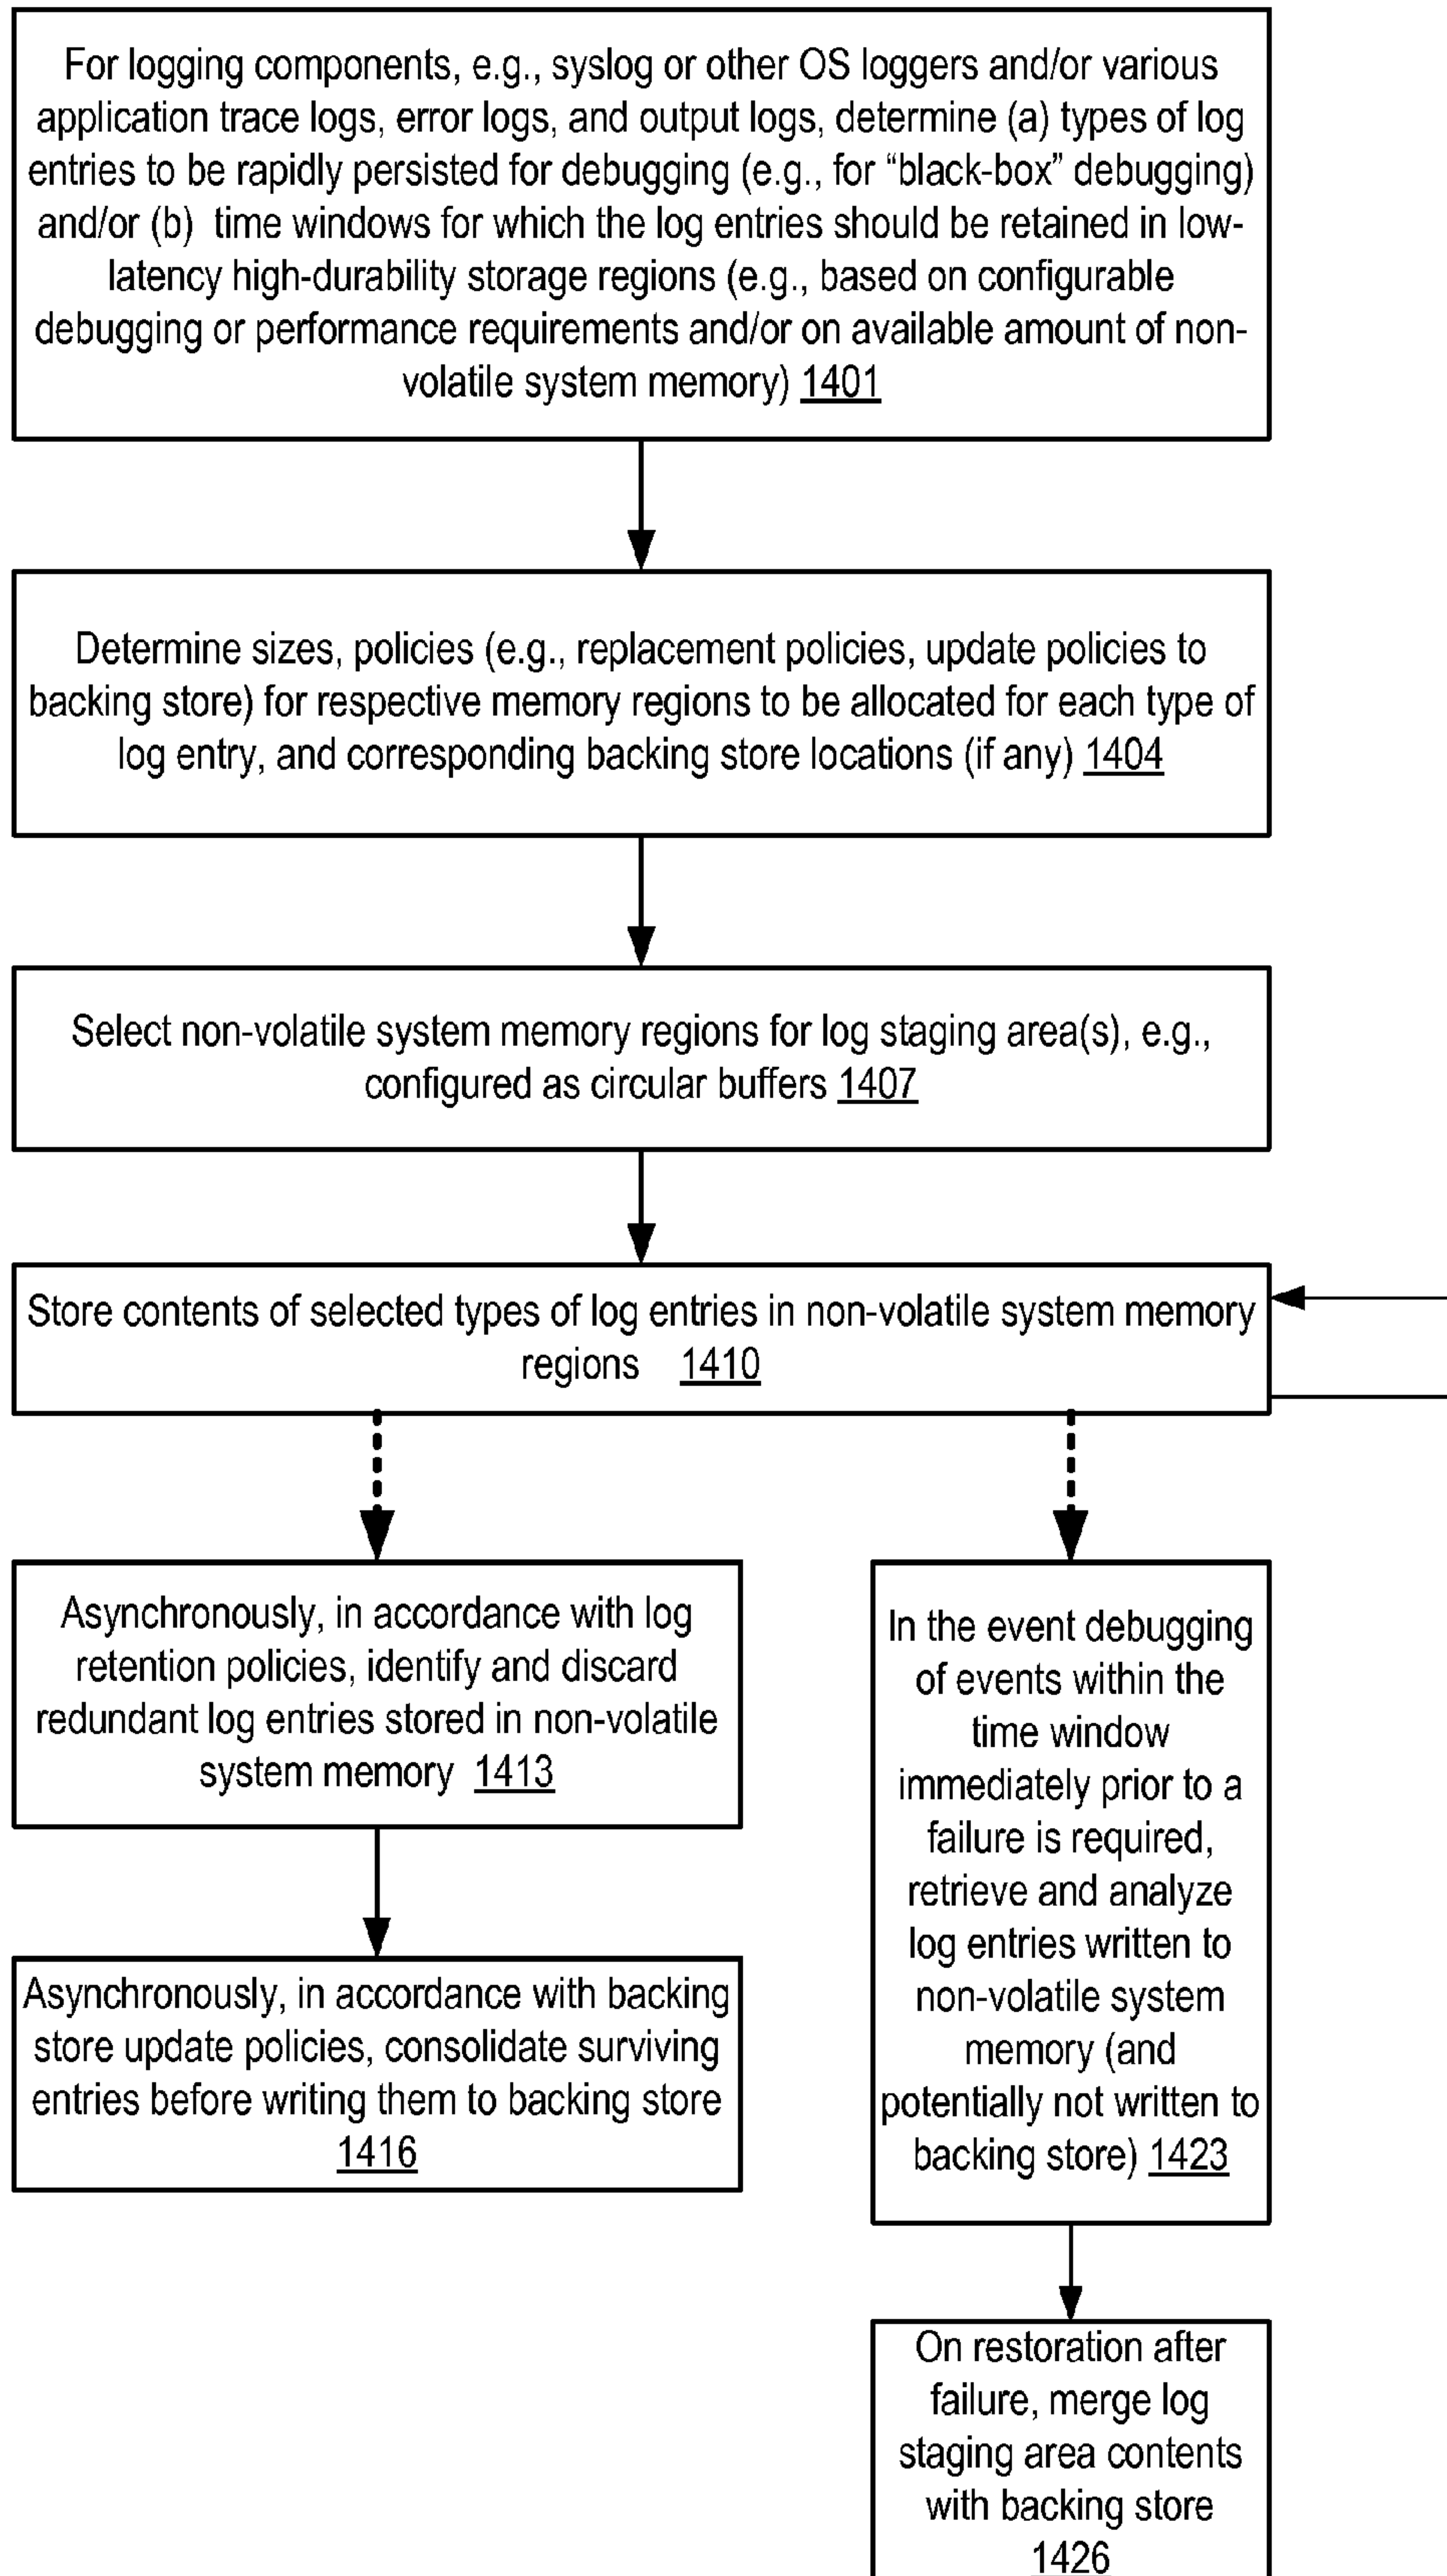 For logging components, e.g., syslog or other OS loggers and/or various
application trace logs, error logs, and output logs, determine (a) types of log
entries to be rapidly persisted for debugging (e.g., for “black-box” debugging)
and/or (b)  time windows for which the log entries should be retained in low-
latency high-durability storage regions (e.g., based on configurable
debugging or performance requirements and/or on available amount of non-
volatile system memory) 1401
Determine sizes, policies (e.g., replacement policies, update policies to
backing store) for respective memory regions to be allocated for each type of
log entry, and corresponding backing store locations (if any) 1404
Select non-volatile system memory regions for log staging area(s), e.g.,
configured as circular buffers 1407
Store contents of selected types of log entries in non-volatile system memory
regions 1410
Asynchronously, in accordance with log
retention policies, identify and discard
redundant log entries stored in non-volatile
system memory 1413
Asynchronously, in accordance with backing
store update policies, consolidate surviving
entries before writing them to backing store
1416
In the event debugging
of events within the
time window
immediately prior to a
failure is required,
retrieve and analyze
log entries written to
non-volatile system
memory (and
potentially not written to
backing store) 1423
On restoration after
failure, merge log
staging area contents
with backing store
1426